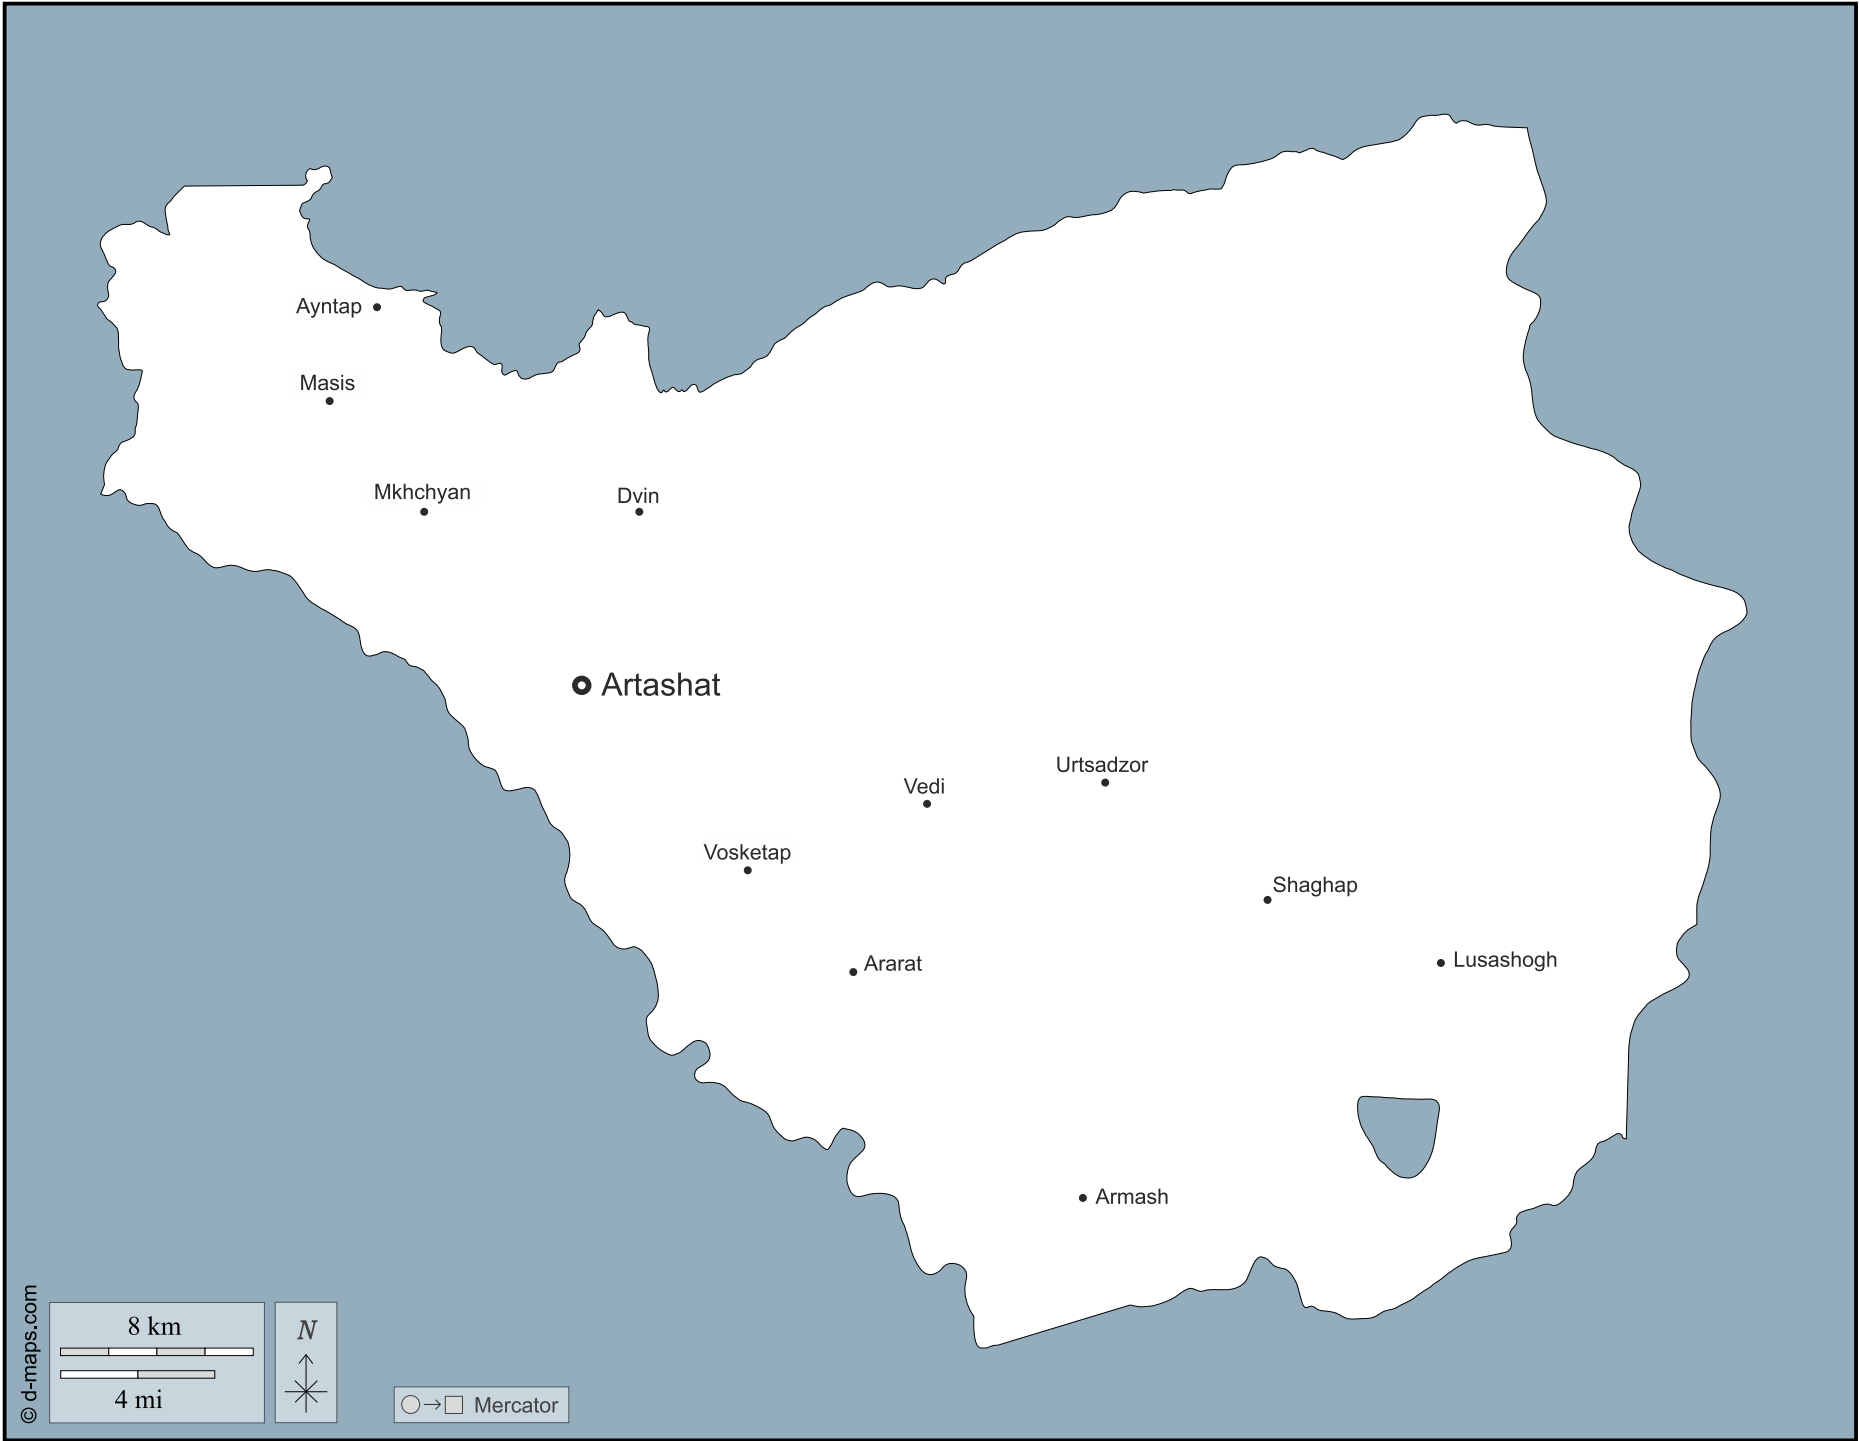 Ayntap
Masis
Mkhchyan
Dvin
Artashat
Urtsadzor
Vedi
Vosketap
Shaghap
Lusashogh
Ararat
Armash
© d-maps.com
8 km
4 mi
N
Mercator